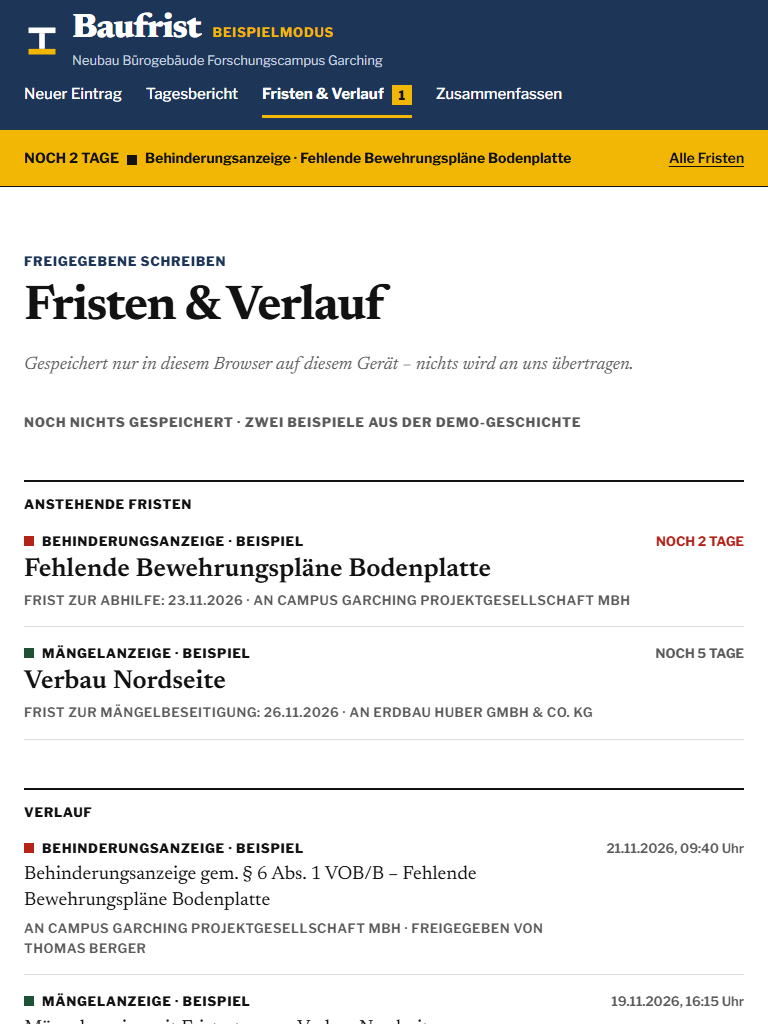 Baufrist BEISPIELMODUS
Neubau Bürogebäude Forschungscampus Garching
Neuer Eintrag Tagesbericht Fristen & Verlauf 1 Zusammenfassen
NOCH 2 TAGE ■ Behinderungsanzeige · Fehlende Bewehrungspläne Bodenplatte Alle Fristen
FREIGEGEBENE SCHREIBEN
Fristen & Verlauf
Gespeichert nur in diesem Browser auf diesem Gerät – nichts wird an uns übertragen.
NOCH NICHTS GESPEICHERT · ZWEI BEISPIELE AUS DER DEMO-GESCHICHTE
ANSTEHENDE FRISTEN
BEHINDERUNGSANZEIGE · BEISPIEL NOCH 2 TAGE
Fehlende Bewehrungspläne Bodenplatte
FRIST ZUR ABHILFE: 23.11.2026 · AN CAMPUS GARCHING PROJEKTGESELLSCHAFT MBH
MÄNGELANZEIGE · BEISPIEL NOCH 5 TAGE
Verbau Nordseite
FRIST ZUR MÄNGELBESEITIGUNG: 26.11.2026 · AN ERDBAU HUBER GMBH & CO. KG
VERLAUF
BEHINDERUNGSANZEIGE · BEISPIEL 21.11.2026, 09:40 Uhr
Behinderungsanzeige gem. § 6 Abs. 1 VOB/B – Fehlende
Bewehrungspläne Bodenplatte
AN CAMPUS GARCHING PROJEKTGESELLSCHAFT MBH · FREIGEGEBEN VON
THOMAS BERGER
MÄNGELANZEIGE · BEISPIEL 19.11.2026, 16:15 Uhr